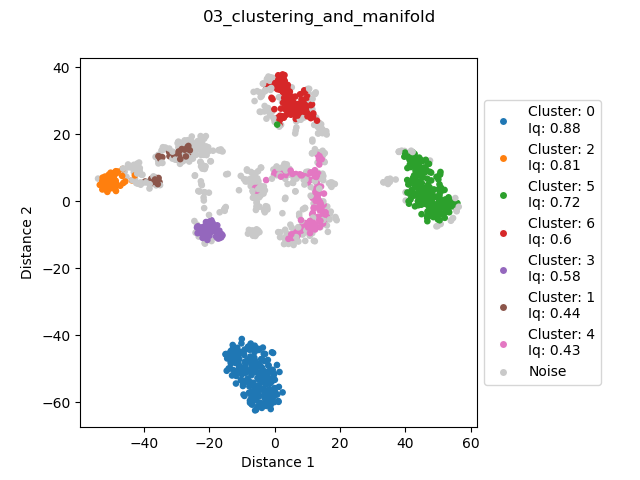 03_clustering_and_manifold
40
20
0
−20
−40
−60
Distance 2
−40
−20
0
20
40
60
Distance 1
Cluster: 0
Iq: 0.88
Cluster: 2
Iq: 0.81
Cluster: 5
Iq: 0.72
Cluster: 6
Iq: 0.6
Cluster: 3
Iq: 0.58
Cluster: 1
Iq: 0.44
Cluster: 4
Iq: 0.43
Noise